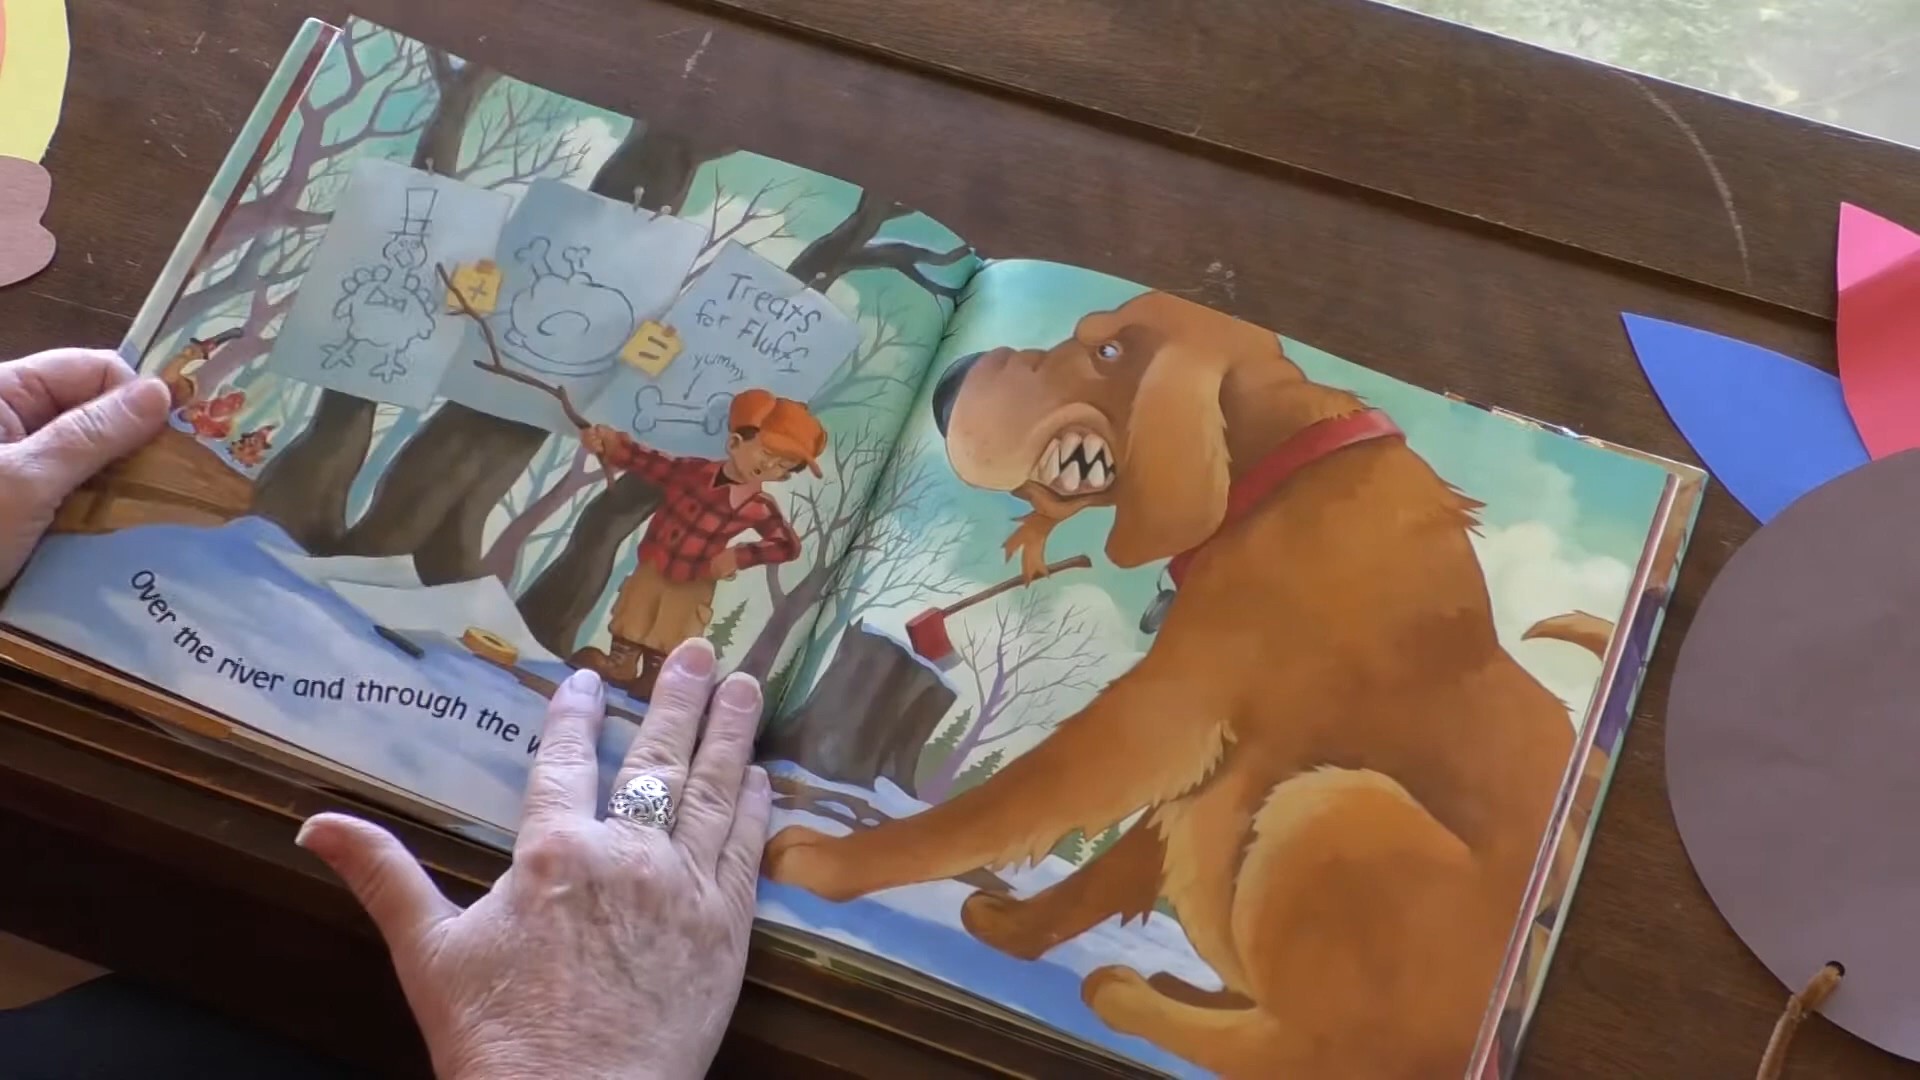 +
=
Treats
for Fluffy
yummy
Over the river and through the